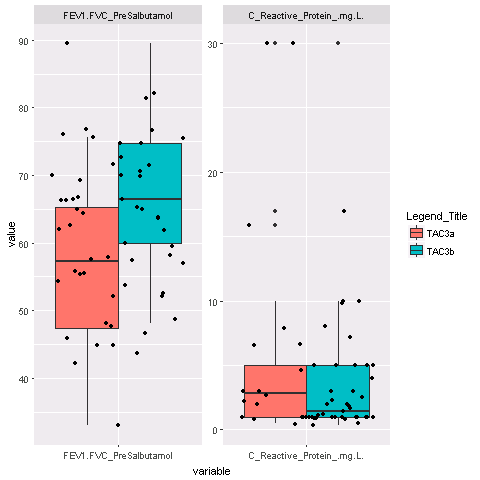 FEV1.FVC_PreSalbutamol
C_Reactive_Protein_.mg.L.
90
80
70
60
50
40
30
20
10
0
value
FEV1.FVC_PreSalbutamol
C_Reactive_Protein_.mg.L.
variable
Legend_Title
TAC3a
TAC3b